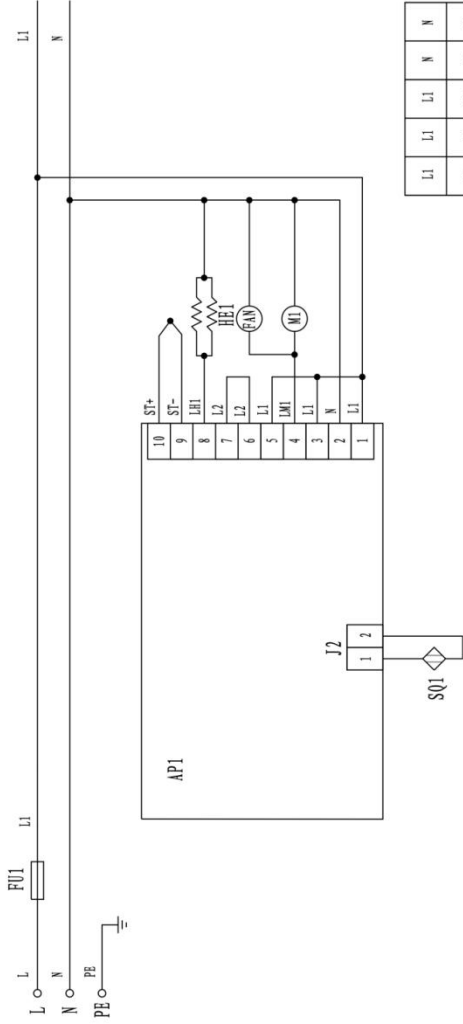 L
L
FU1
L1
L1
N
N
N
PE
PE
ST+
10
ST-
9
LH1
8
HE1
L2
7
FAN
L2
6
L1
5
LM1
4
M1
L1
3
N
2
L1
1
AP1
J2
1 2
SQ1
L1 L1 L1 N N